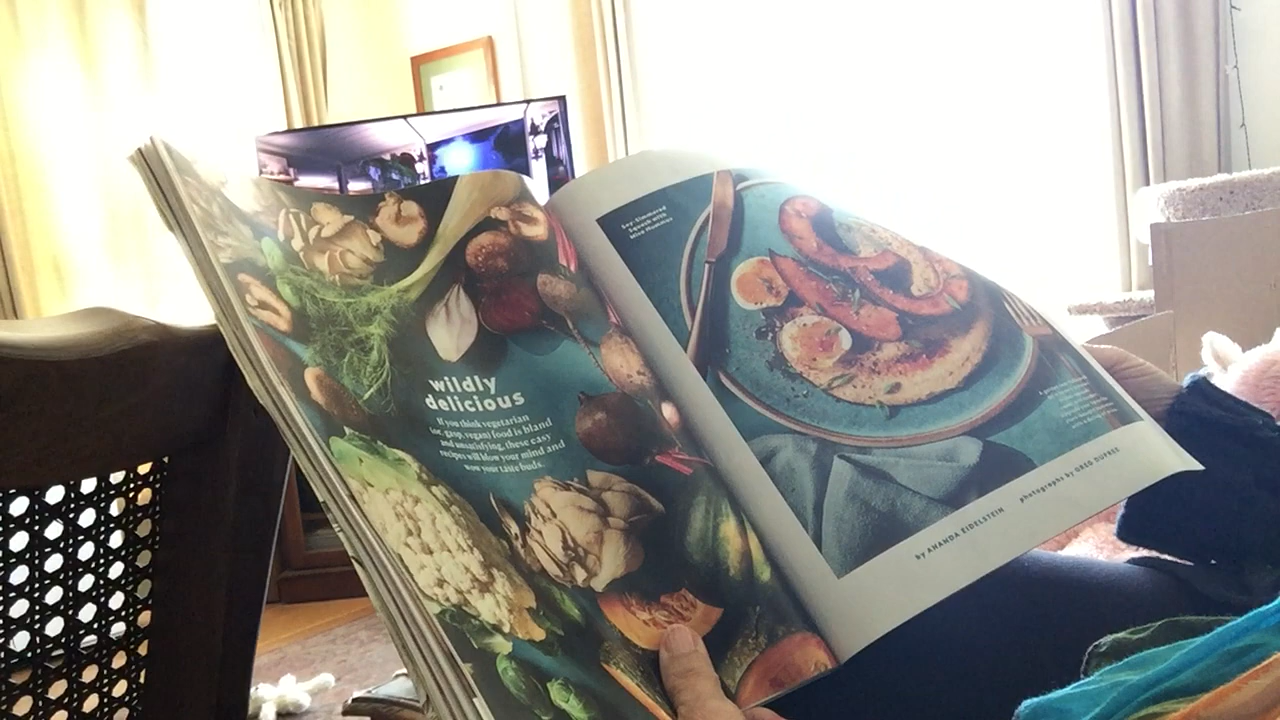 wildly
delicious
If you think vegetarian
(or, gasp, vegan) food is bland
and unsatisfying, these easy
recipes will blow your mind and
wow your taste buds.
Soy-Simmered
Squash with
Miso Hummus
by AMANDA EIDELSTEIN photographs by GREG DUPREE